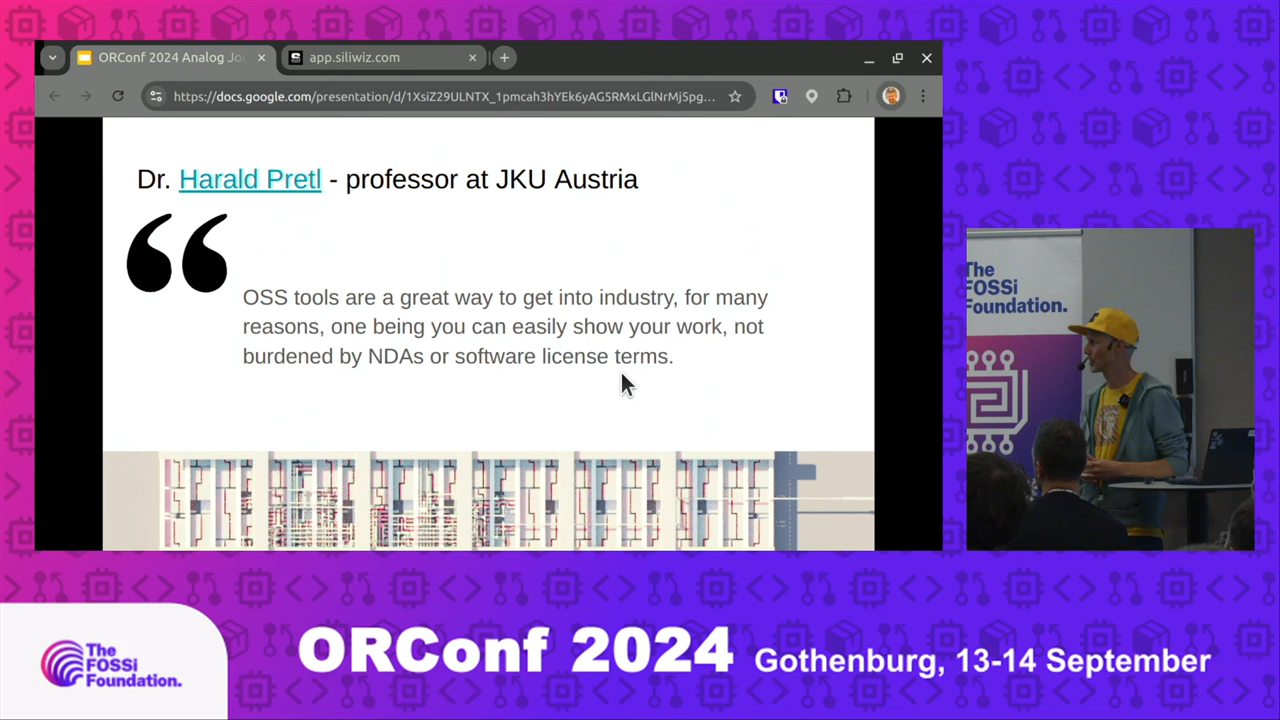 ORConf 2024 Analog Jo
app.siliwiz.com
https://docs.google.com/presentation/d/1XsiZ29ULNTX_1pmcah3hYEk6yAG5RMxLGlNrMj5pg...
Dr. Harald Pretl - professor at JKU Austria
“
OSS tools are a great way to get into industry, for many
reasons, one being you can easily show your work, not
burdened by NDAs or software license terms.
The
FOSSi
Foundation.
The
FOSSi
Foundation.
ORConf 2024 Gothenburg, 13-14 September